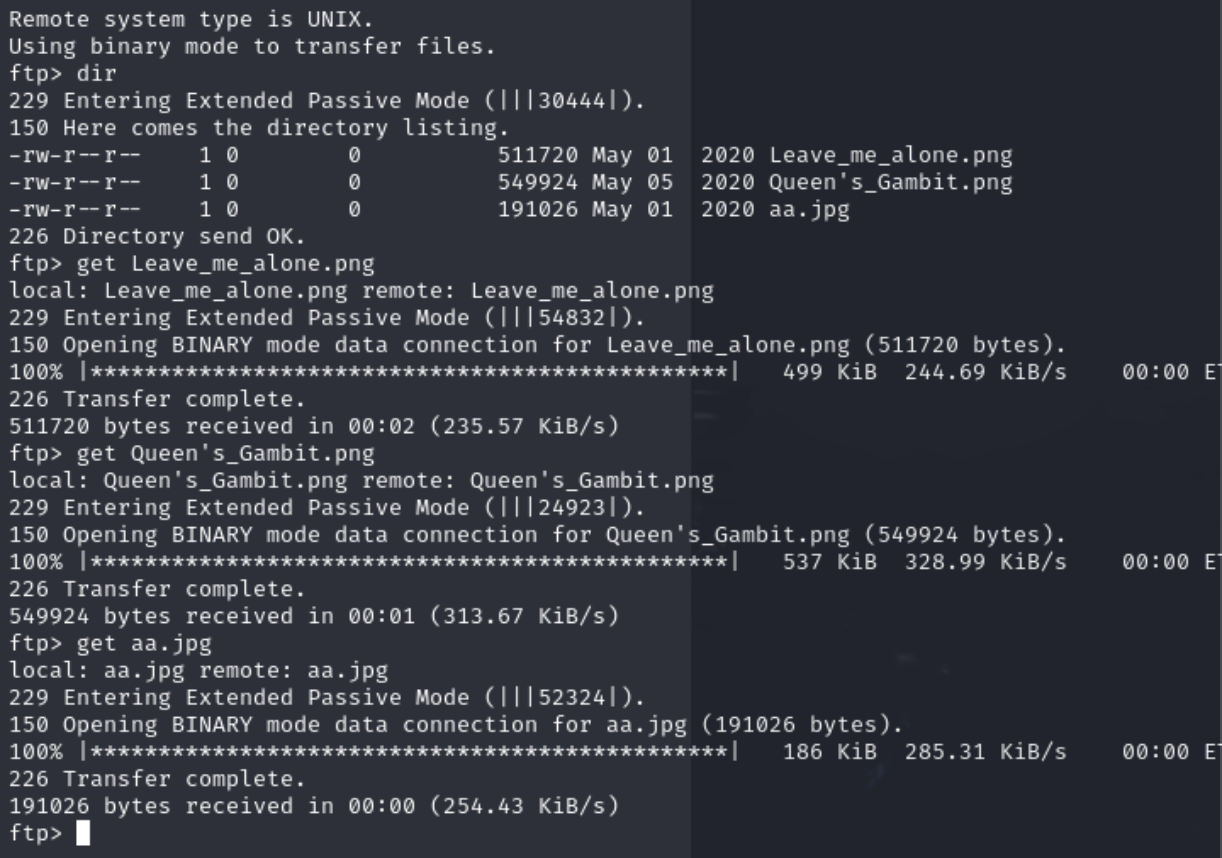 Remote system type is UNIX.
Using binary mode to transfer files.
ftp> dir
229 Entering Extended Passive Mode (|||30444|).
150 Here comes the directory listing.
-rw-r--r--    1 0        0          511720 May 01  2020 Leave_me_alone.png
-rw-r--r--    1 0        0          549924 May 05  2020 Queen's_Gambit.png
-rw-r--r--    1 0        0          191026 May 01  2020 aa.jpg
226 Directory send OK.
ftp> get Leave_me_alone.png
local: Leave_me_alone.png remote: Leave_me_alone.png
229 Entering Extended Passive Mode (|||54832|).
150 Opening BINARY mode data connection for Leave_me_alone.png (511720 bytes).
100% |***********************************************|   499 KiB  244.69 KiB/s    00:00 ET
226 Transfer complete.
511720 bytes received in 00:02 (235.57 KiB/s)
ftp> get Queen's_Gambit.png
local: Queen's_Gambit.png remote: Queen's_Gambit.png
229 Entering Extended Passive Mode (|||24923|).
150 Opening BINARY mode data connection for Queen's_Gambit.png (549924 bytes).
100% |***********************************************|   537 KiB  328.99 KiB/s    00:00 ET
226 Transfer complete.
549924 bytes received in 00:01 (313.67 KiB/s)
ftp> get aa.jpg
local: aa.jpg remote: aa.jpg
229 Entering Extended Passive Mode (|||52324|).
150 Opening BINARY mode data connection for aa.jpg (191026 bytes).
100% |***********************************************|   186 KiB  285.31 KiB/s    00:00 ET
226 Transfer complete.
191026 bytes received in 00:00 (254.43 KiB/s)
ftp>